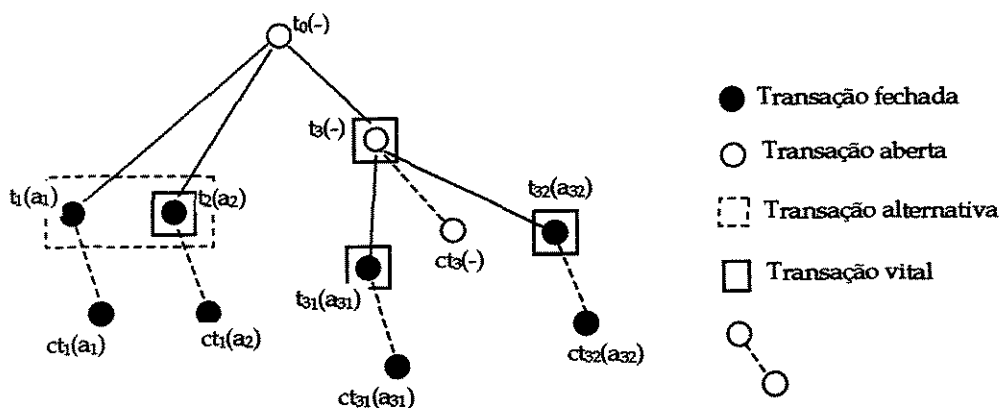 t0(-)
t3(-)
t1(a1)
t2(a2)
t32(a32)
ct3(-)
t31(a31)
ct1(a1)
ct1(a2)
ct32(a32)
ct31(a31)
Transação fechada
Transação aberta
Transação alternativa
Transação vital